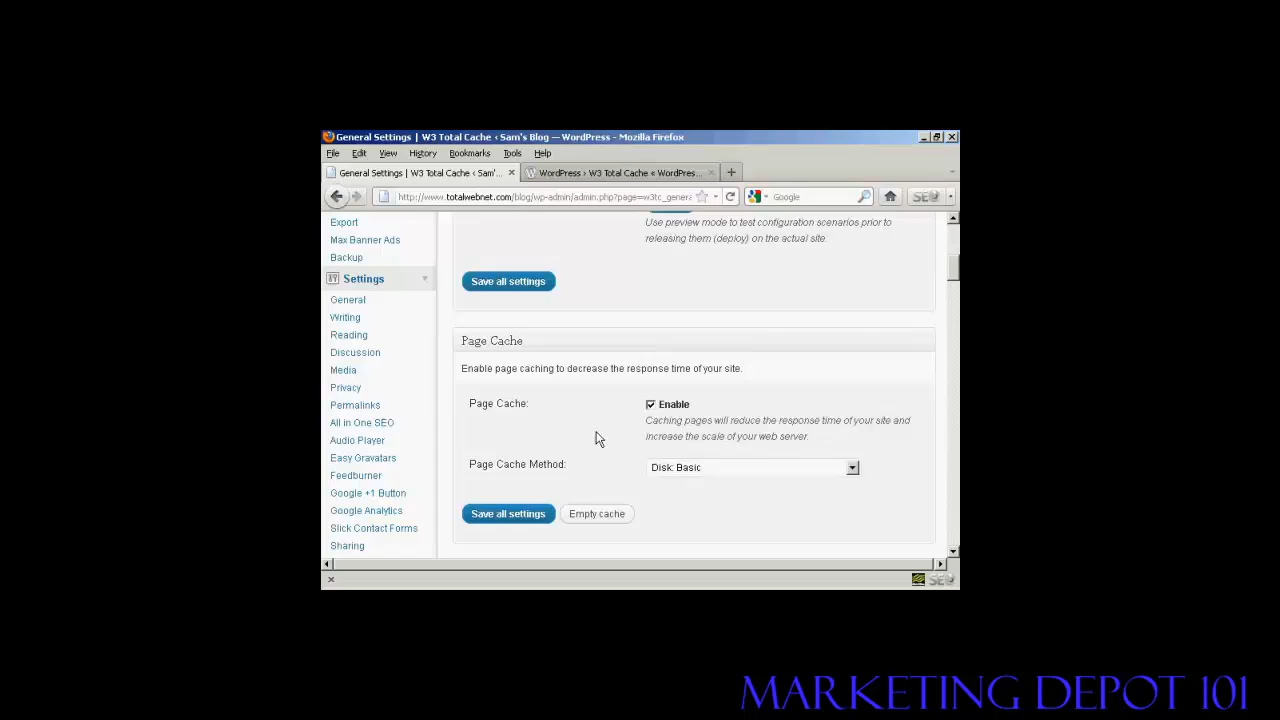 General Settings | W3 Total Cache ‹ Sam's Blog — WordPress - Mozilla Firefox
File Edit View History Bookmarks Tools Help
General Settings | W3 Total Cache ‹ Sam'... WordPress › W3 Total Cache « WordPress...
http://www.totalwebnet.com/blog/wp-admin/admin.php?page=w3tc_genera Google SEO
Export
Max Banner Ads
Backup
Settings
General
Writing
Reading
Discussion
Media
Privacy
Permalinks
All in One SEO
Audio Player
Easy Gravatars
Feedburner
Google +1 Button
Google Analytics
Slick Contact Forms
Sharing
Use preview mode to test configuration scenarios prior to
releasing them (deploy) on the actual site.
Save all settings
Page Cache
Enable page caching to decrease the response time of your site.
Page Cache: Enable
Caching pages will reduce the response time of your site and
increase the scale of your web server.
Page Cache Method: Disk: Basic
Save all settings Empty cache
SEO
MARKETING DEPOT 101